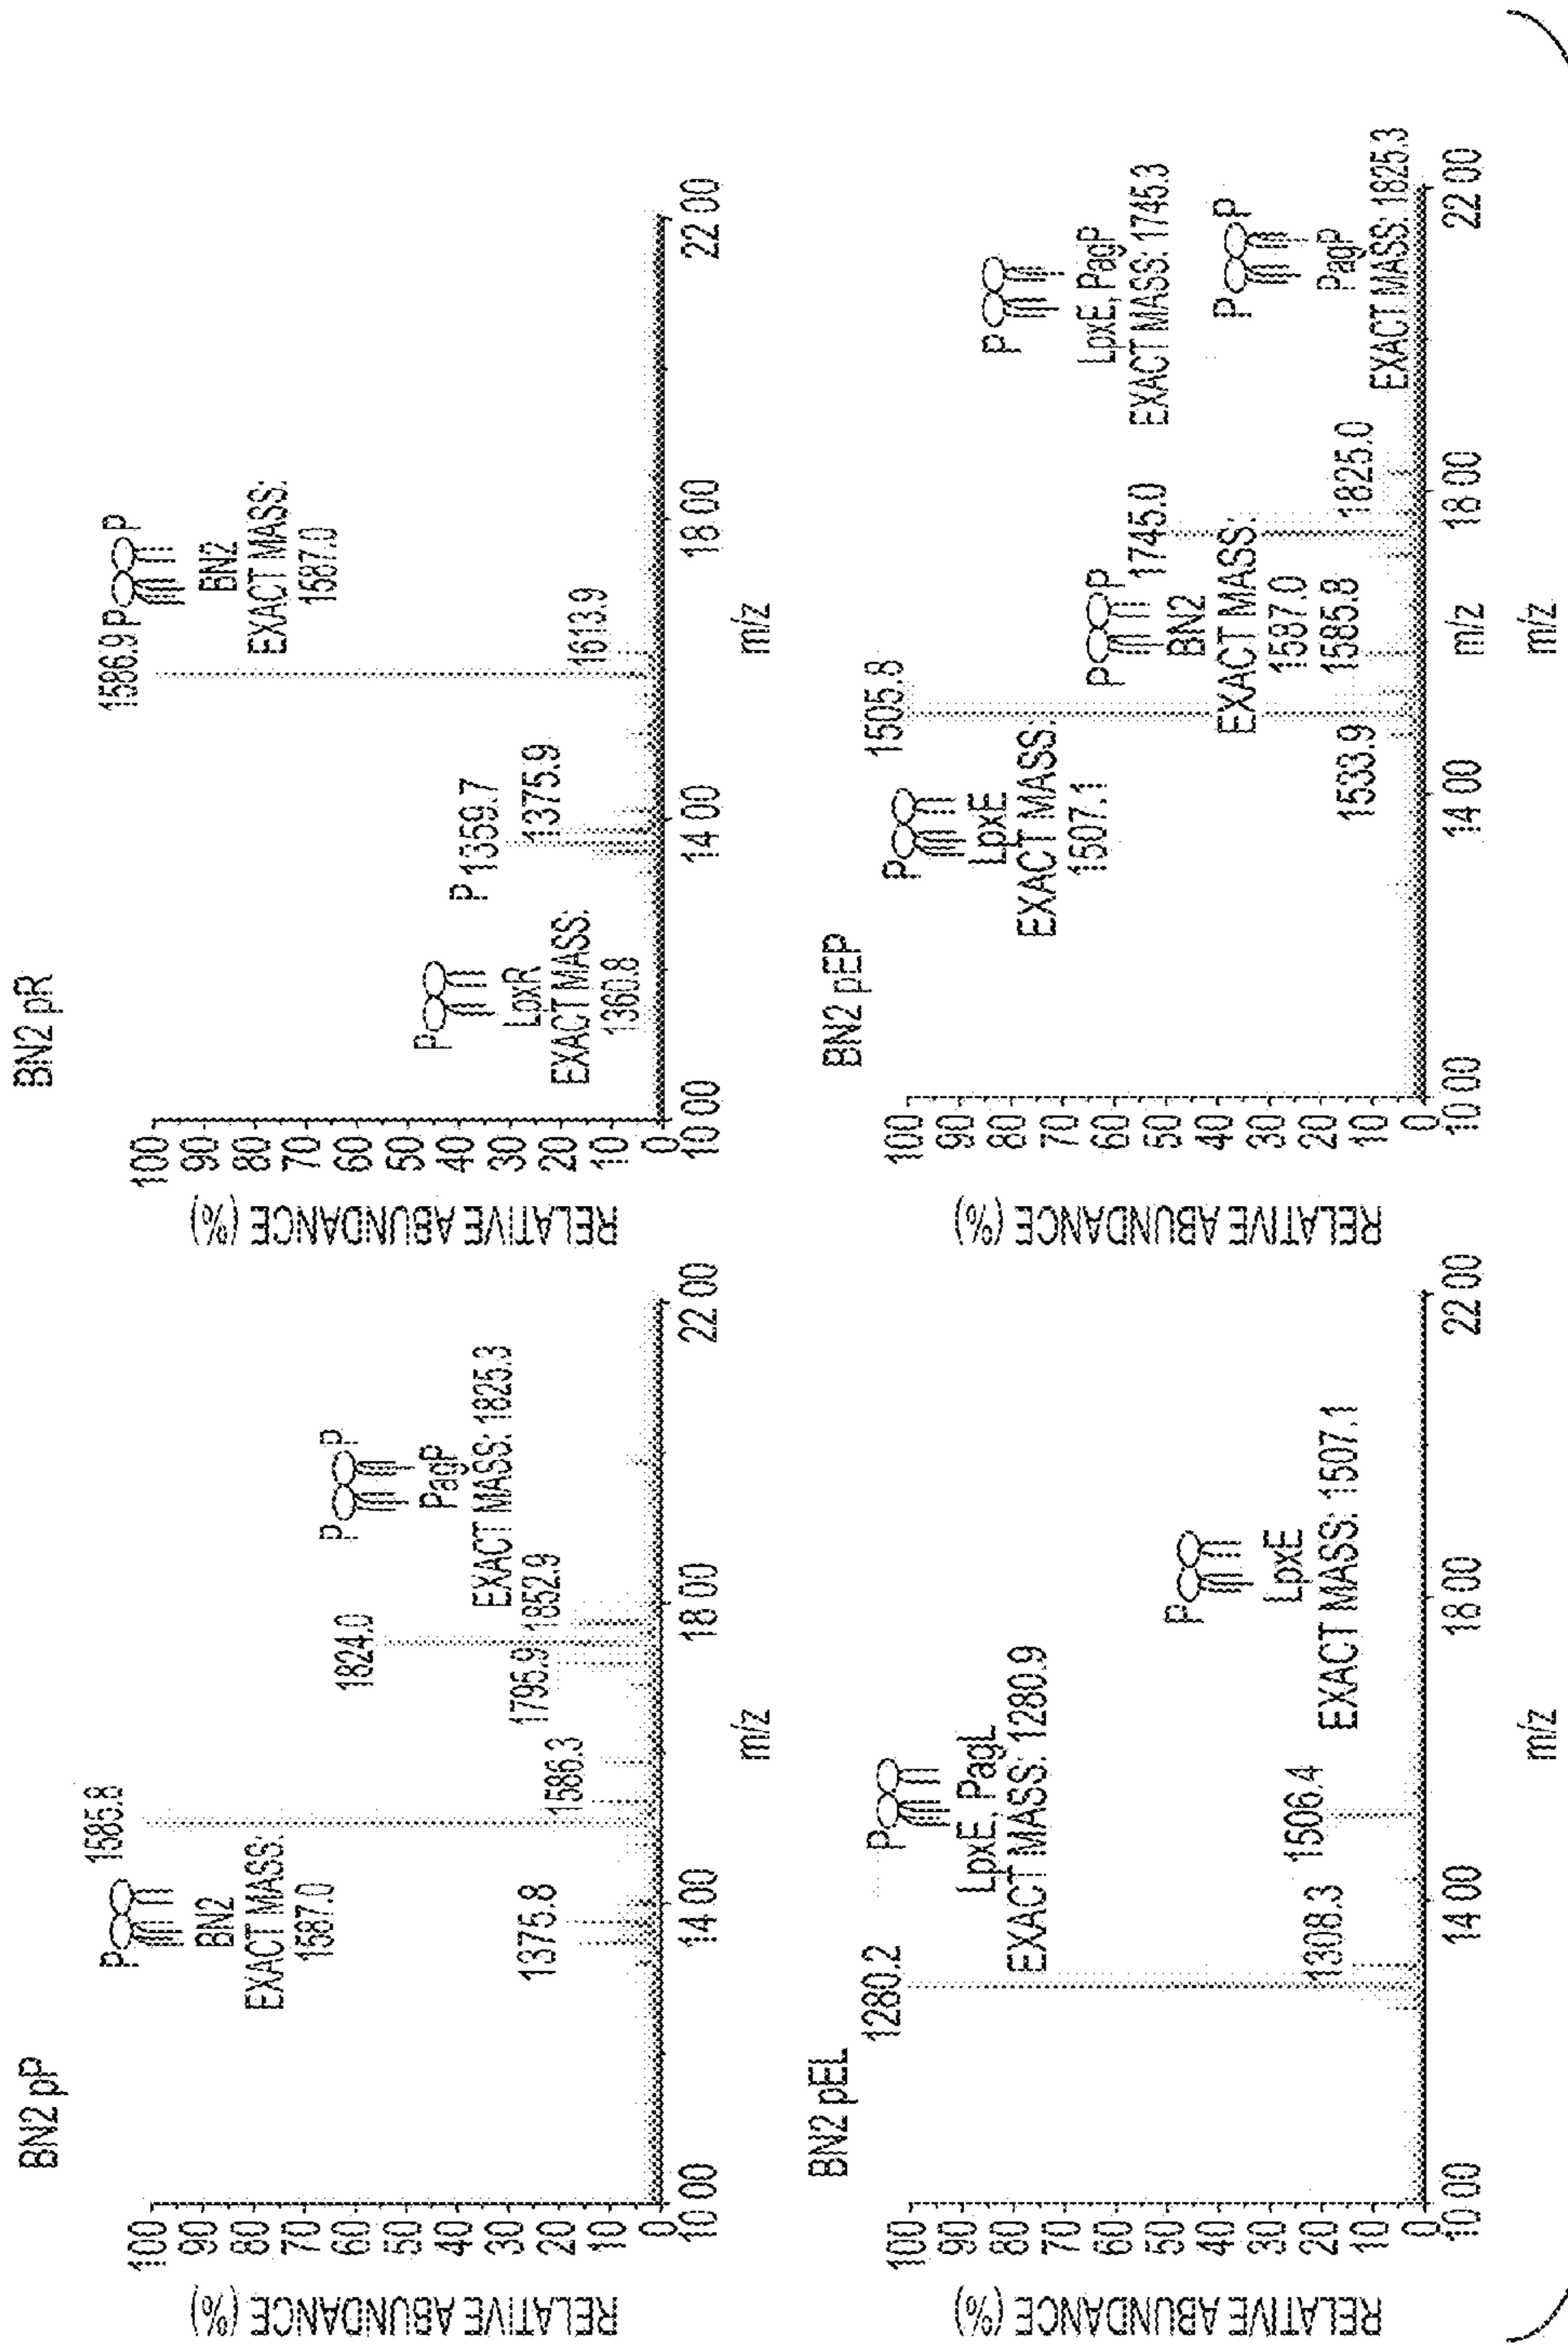 BN2 pP
RELATIVE ABUNDANCE (%)
100
90
80
70
60
50
40
30
20
10
0
10 00
14 00
18 00
22 00
m/z
P
BN2
EXACT MASS:
1587.0
1585.8
1375.8
1586.3
1824.0
1795.9
1852.9
P P
PagP
EXACT MASS: 1825.3
BN2 pR
RELATIVE ABUNDANCE (%)
100
90
80
70
60
50
40
30
20
10
0
10 00
14 00
18 00
22 00
m/z
P
P
LpxR
EXACT MASS:
1360.8
1359.7
1375.9
1586.9
P P
BN2
EXACT MASS:
1587.0
1613.9
BN2 pEL
RELATIVE ABUNDANCE (%)
100
90
80
70
60
50
40
30
20
10
0
10 00
14 00
18 00
22 00
m/z
1280.2
P
LpxE, PagL
EXACT MASS: 1280.9
1308.3
1506.4
P
LpxE
EXACT MASS: 1507.1
BN2 pEP
RELATIVE ABUNDANCE (%)
100
90
80
70
60
50
40
30
20
10
0
10 00
14 00
18 00
22 00
m/z
m/z
P
LpxE
EXACT MASS:
1507.1
1505.8
1533.9
P P
BN2
EXACT MASS:
1587.0
1585.8
1745.0
1825.0
P
LpxE, PagP
EXACT MASS: 1745.3
P P
PagP
EXACT MASS: 1825.3